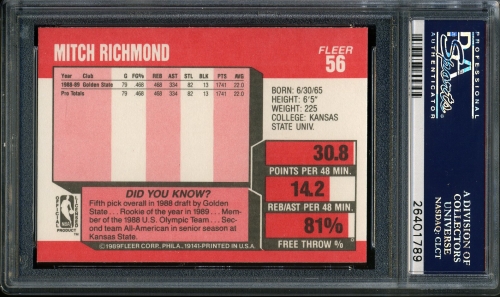 MITCH RICHMOND
FLEER
56
Year Club G FG% REB AST STL BLK PTS AVG
1988-89 Golden State 79 .468 468 334 82 13 1741 22.0
Pro Totals 79 .468 468 334 82 13 1741 22.0
BORN: 6/30/65
HEIGHT: 6'5"
WEIGHT: 225
COLLEGE: KANSAS
STATE UNIV.
30.8
POINTS PER 48 MIN.
14.2
REB/AST PER 48 MIN.
81%
FREE THROW %
DID YOU KNOW?
Fifth pick overall in 1988 draft by Golden
State . . . Rookie of the year in 1989 . . . Mem-
ber of the 1988 U.S. Olympic Team . . . Sec-
ond team All-American in senior season at
Kansas State.
OFFICIAL
LICENSED
NBA
PRODUCT
©1989 FLEER CORP. PHILA. 19141-PRINTED IN U.S.A.
PROFESSIONAL
SPORTS
AUTHENTICATOR
PSA
Sports
A DIVISION OF
COLLECTORS
UNIVERSE
NASDAQ: CLCT
26401789